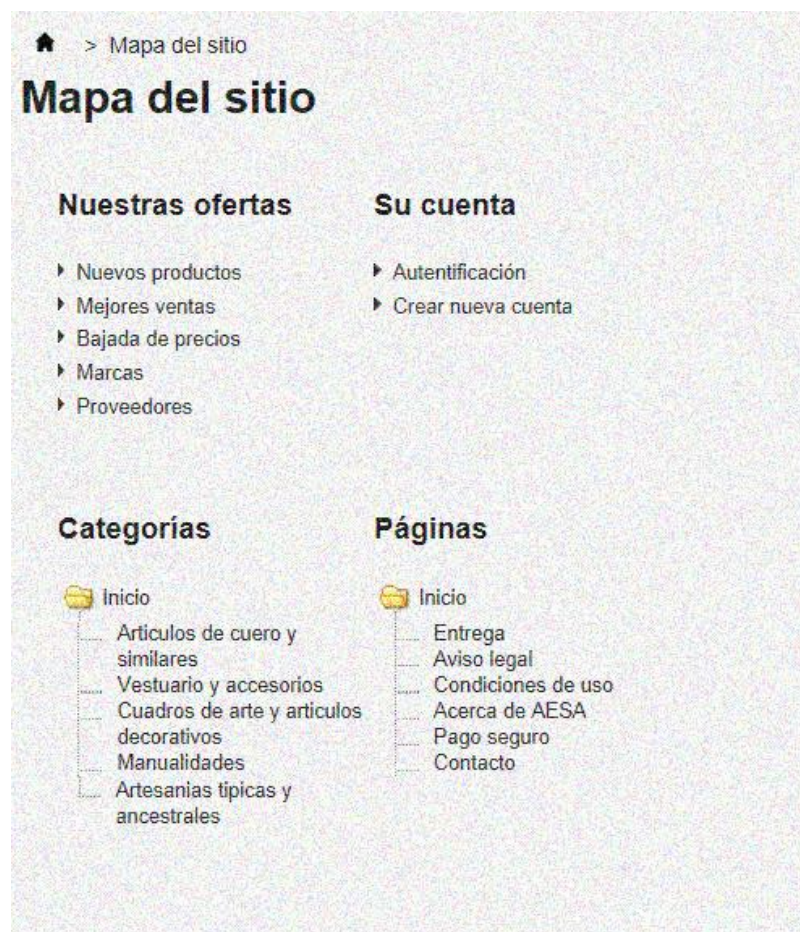 > Mapa del sitio
Mapa del sitio
Nuestras ofertas
Nuevos productos
Mejores ventas
Bajada de precios
Marcas
Proveedores
Su cuenta
Autentificación
Crear nueva cuenta
Categorías
Inicio
Articulos de cuero y
similares
Vestuario y accesorios
Cuadros de arte y articulos
decorativos
Manualidades
Artesanias tipicas y
ancestrales
Páginas
Inicio
Entrega
Aviso legal
Condiciones de uso
Acerca de AESA
Pago seguro
Contacto